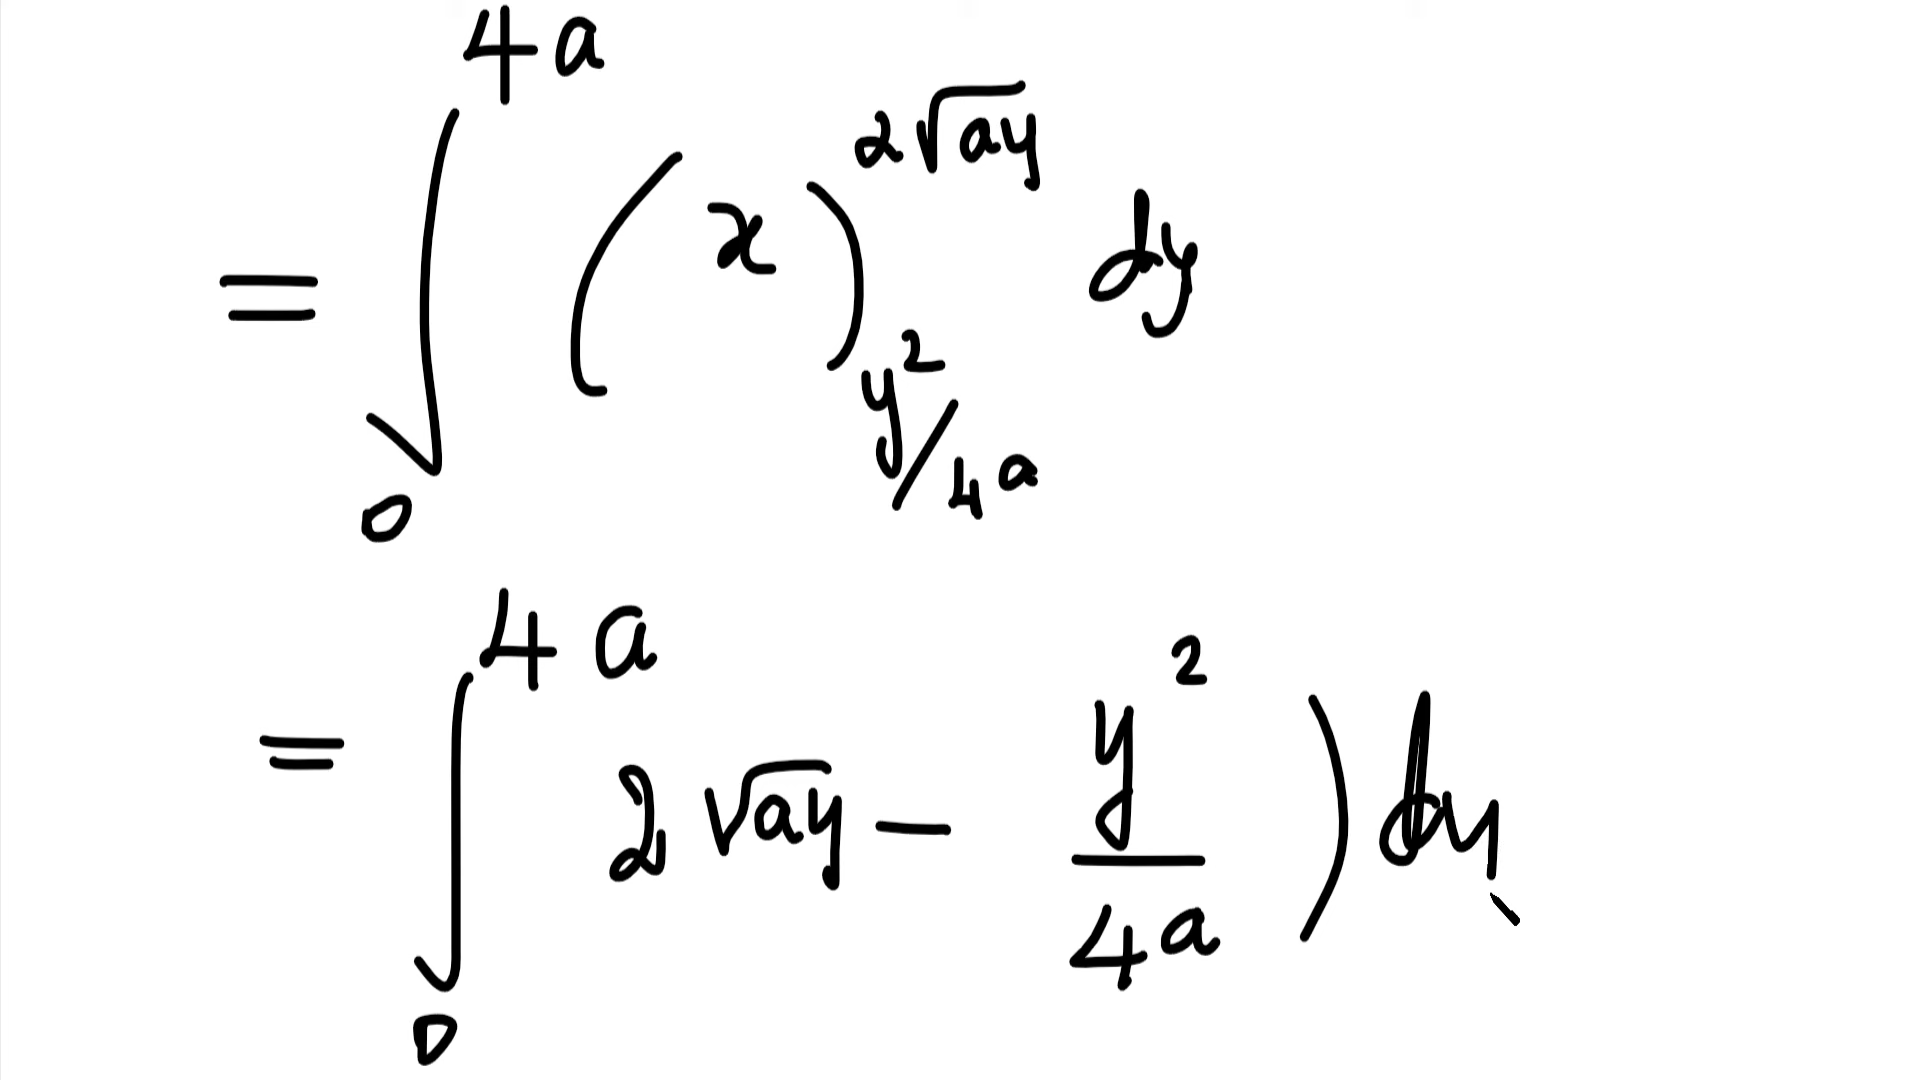 = ∫₀^{4a} (x)_{y²/4a}^{2√ay} dy
= ∫₀^{4a} 2√ay − y²/4a ) dy